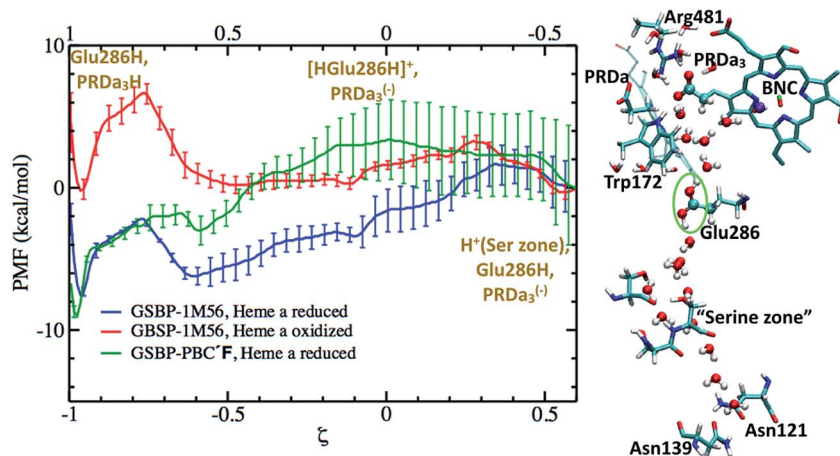 1 0.5 0 -0.5
10
0
-10
PMF (kcal/mol)
Glu286H,
PRDa₃H
[HGlu286H]⁺,
PRDa₃⁽⁻⁾
H⁺(Ser zone),
Glu286H,
PRDa₃⁽⁻⁾
GSBP-1M56, Heme a reduced
GBSP-1M56, Heme a oxidized
GSBP-PBC´F, Heme a reduced
-1 -0.5 0 0.5
ζ
Arg481
PRDa₃
PRDa
BNC
Trp172
Glu286
"Serine zone"
Asn121
Asn139